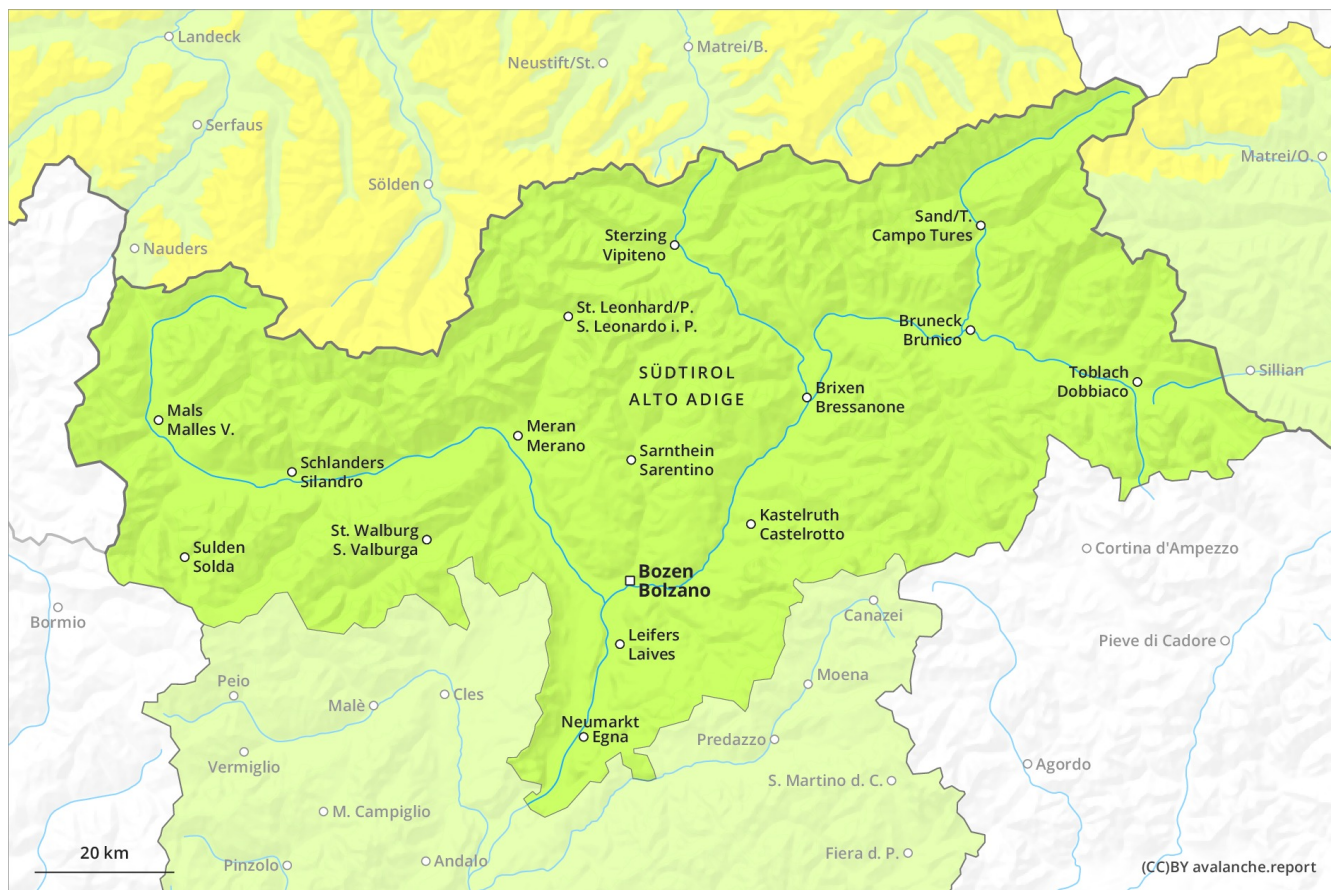 Landeck
Matrei/B.
Neustift/St.
Serfaus
Matrei/O.
Sölden
Sand/T.
Campo Tures
Sterzing
Vipiteno
Nauders
St. Leonhard/P.
S. Leonardo i. P.
Bruneck
Brunico
SÜDTIROL
ALTO ADIGE
Toblach
Dobbiaco
Sillian
Brixen
Bressanone
Mals
Malles V.
Meran
Merano
Sarnthein
Sarentino
Schlanders
Silandro
Kastelruth
Castelrotto
St. Walburg
S. Valburga
Sulden
Solda
Cortina d'Ampezzo
Bozen
Bolzano
Bormio
Canazei
Leifers
Laives
Pieve di Cadore
Moena
Peio
Cles
Malè
Neumarkt
Egna
Predazzo
Vermiglio
Agordo
S. Martino d. C.
M. Campiglio
20 km
Andalo
Pinzolo
Fiera d. P.
(CC)BY avalanche.report